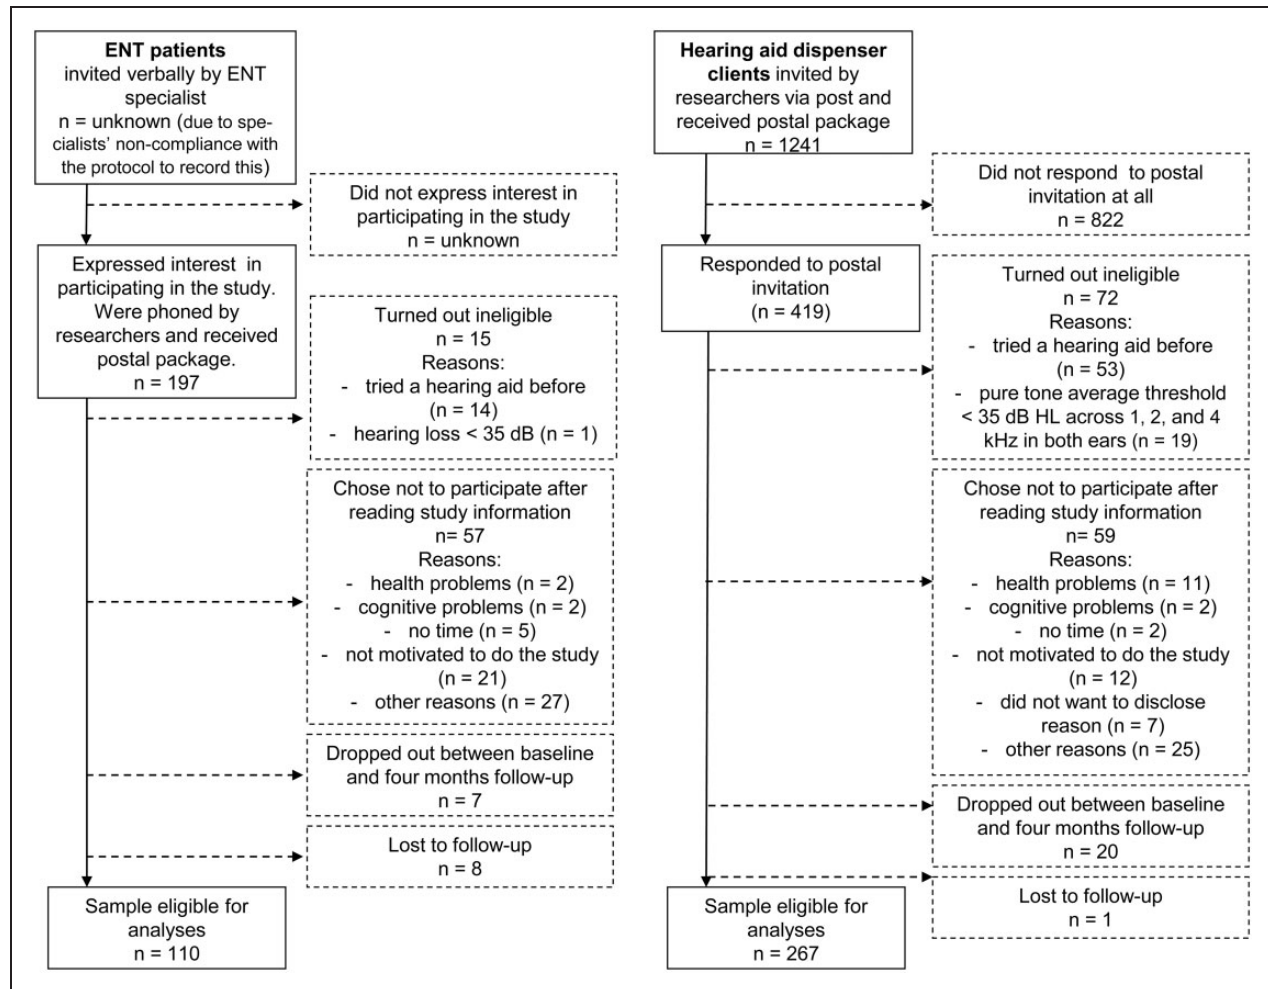 ENT patients
invited verbally by ENT
specialist
n = unknown (due to spe-
cialists’ non-compliance with
the protocol to record this)
Did not express interest in
participating in the study
n = unknown
Expressed interest in
participating in the study.
Were phoned by
researchers and received
postal package.
n = 197
Turned out ineligible
n = 15
Reasons:
- tried a hearing aid before
(n = 14)
- hearing loss < 35 dB (n = 1)
Chose not to participate after
reading study information
n= 57
Reasons:
- health problems (n = 2)
- cognitive problems (n = 2)
- no time (n = 5)
- not motivated to do the study
(n = 21)
- other reasons (n = 27)
Dropped out between baseline
and four months follow-up
n = 7
Lost to follow-up
n = 8
Sample eligible for
analyses
n = 110
Hearing aid dispenser
clients invited by
researchers via post and
received postal package
n = 1241
Did not respond to postal
invitation at all
n = 822
Responded to postal
invitation
(n = 419)
Turned out ineligible
n = 72
Reasons:
- tried a hearing aid before
(n = 53)
- pure tone average threshold
< 35 dB HL across 1, 2, and 4
kHz in both ears (n = 19)
Chose not to participate after
reading study information
n= 59
Reasons:
- health problems (n = 11)
- cognitive problems (n = 2)
- no time (n = 2)
- not motivated to do the study
(n = 12)
- did not want to disclose
reason (n = 7)
- other reasons (n = 25)
Dropped out between baseline
and four months follow-up
n = 20
Lost to follow-up
n = 1
Sample eligible for
analyses
n = 267